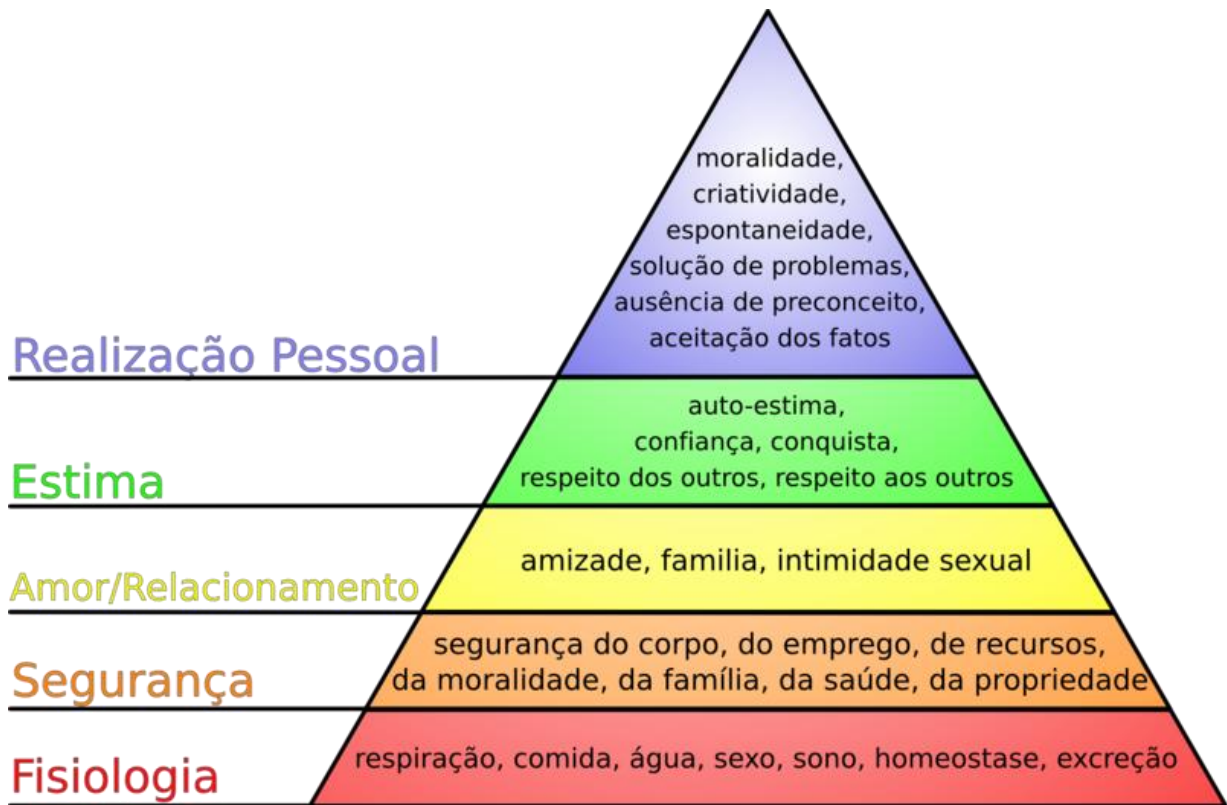 moralidade,
criatividade,
espontaneidade,
solução de problemas,
ausência de preconceito,
aceitação dos fatos
Realização Pessoal
auto-estima,
confiança, conquista,
respeito dos outros, respeito aos outros
Estima
amizade, familia, intimidade sexual
Amor/Relacionamento
segurança do corpo, do emprego, de recursos,
da moralidade, da família, da saúde, da propriedade
Segurança
respiração, comida, água, sexo, sono, homeostase, excreção
Fisiologia